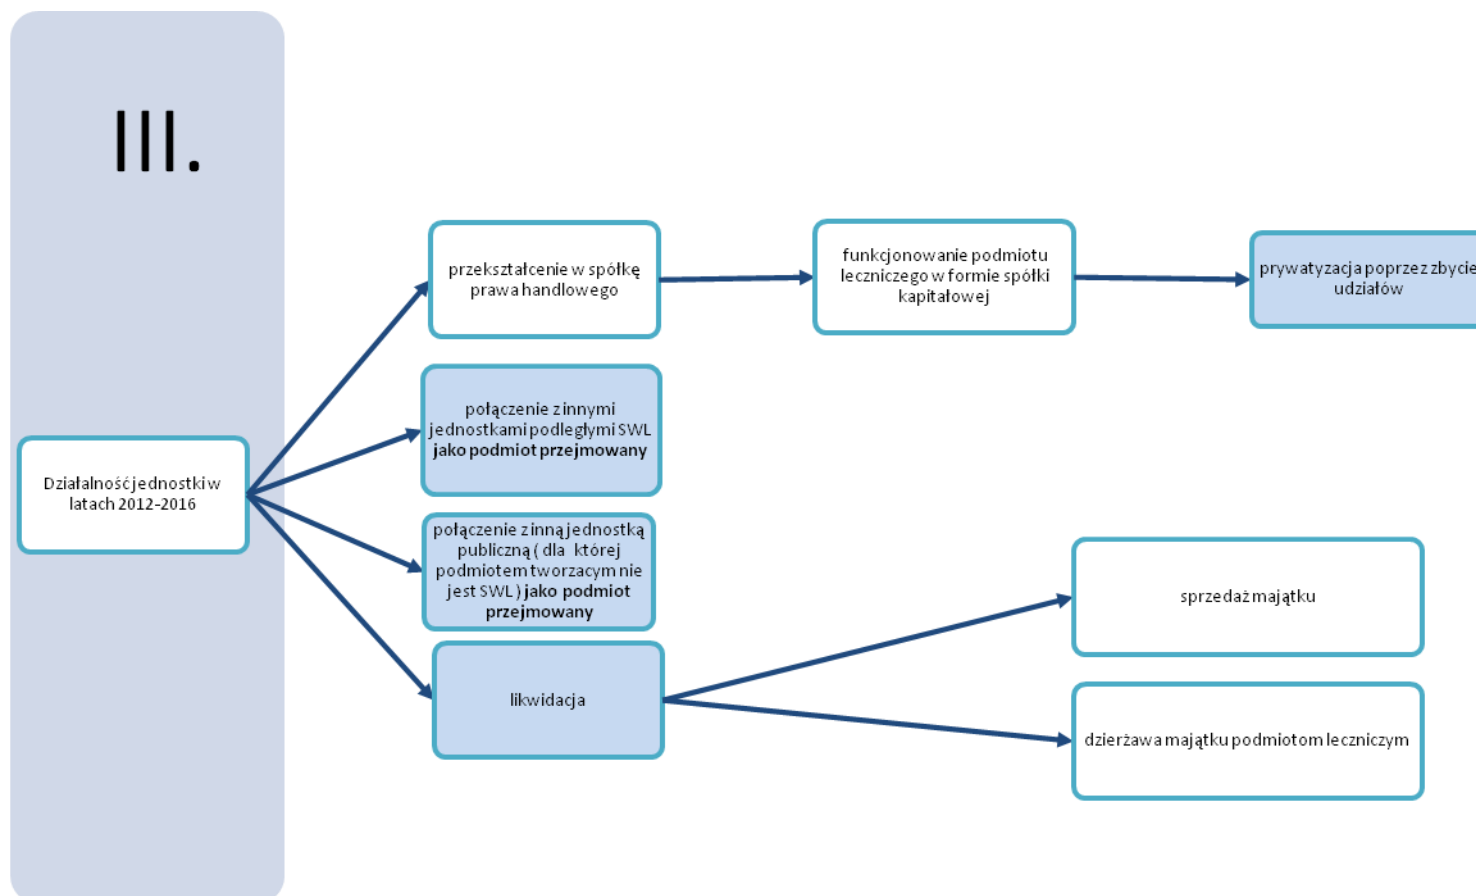 III.
przekształcenie w spółkę
prawa handlowego
funkcjonowanie podmiotu
leczniczego w formie spółki
kapitałowej
prywatyzacja poprzez zbycie
udziałów
połączenie z innymi
jednostkami podległymi SWL
jako podmiot przejmowany
Działalność jednostki w
latach 2012-2016
połączenie z inną jednostką
publiczną ( dla której
podmiotem tworzacym nie
jest SWL ) jako podmiot
przejmowany
sprzedaż majątku
likwidacja
dzierżawa majątku podmiotom leczniczym